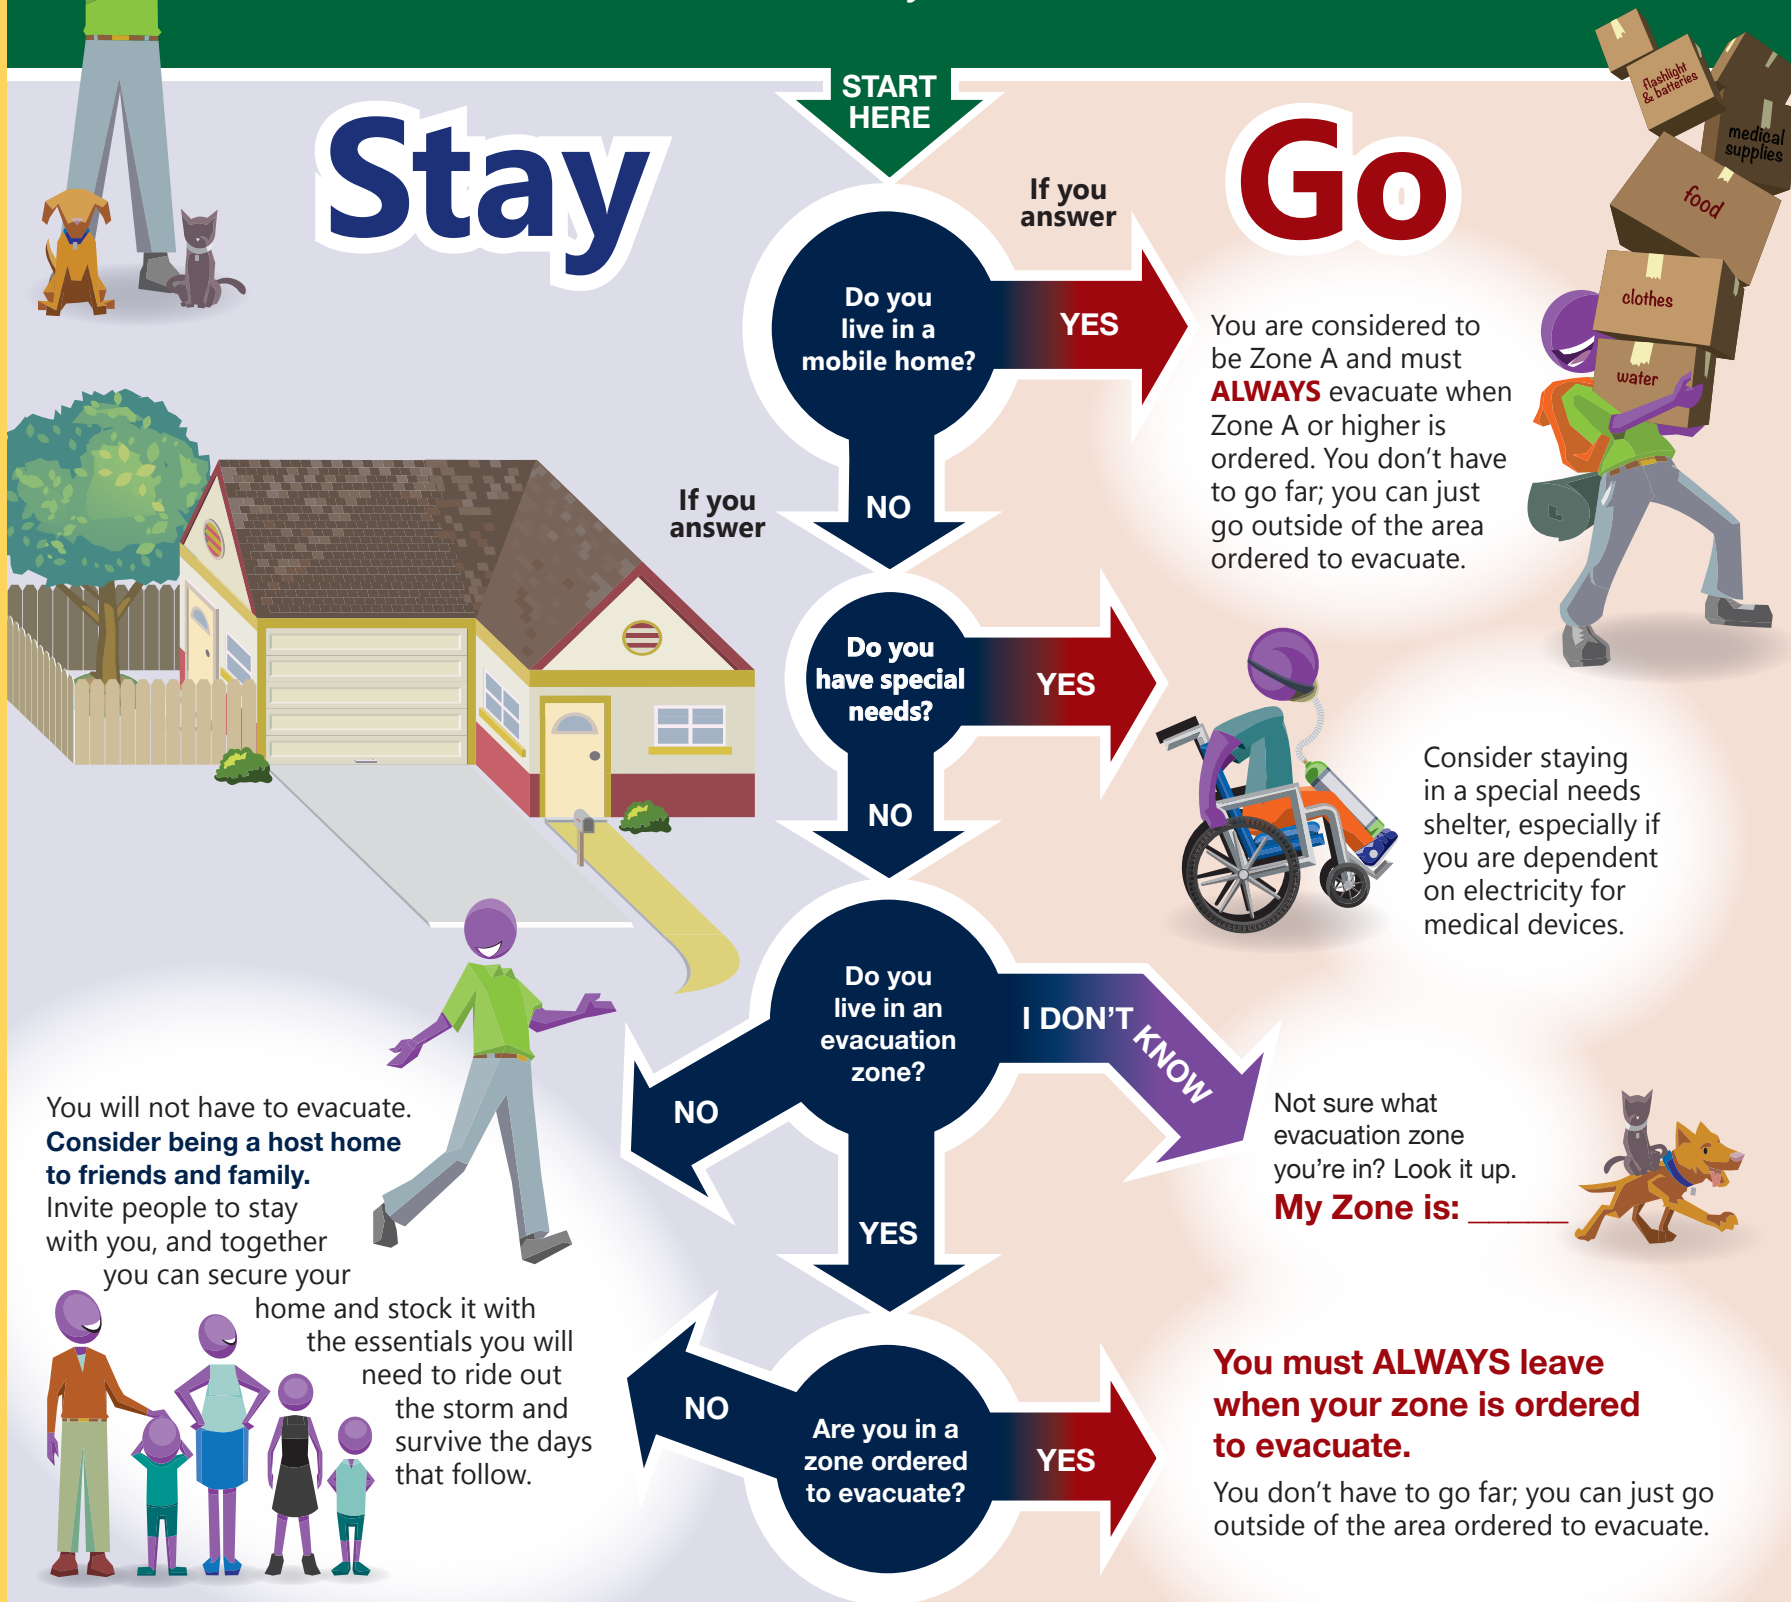 START
HERE
Stay
Go
flashlight
& batteries
medical
supplies
food
clothes
water
If you
answer
Do you
live in a
mobile home?
YES
You are considered to
be Zone A and must
ALWAYS evacuate when
Zone A or higher is
ordered. You don't have
to go far; you can just
go outside of the area
ordered to evacuate.
If you
answer
NO
Do you
have special
needs?
YES
Consider staying
in a special needs
shelter, especially if
you are dependent
on electricity for
medical devices.
NO
Do you
live in an
evacuation
zone?
I DON'T KNOW
Not sure what
evacuation zone
you're in? Look it up.
My Zone is: ______
NO
You will not have to evacuate.
Consider being a host home
to friends and family.
Invite people to stay
with you, and together
you can secure your
home and stock it with
the essentials you will
need to ride out
the storm and
survive the days
that follow.
YES
Are you in a
zone ordered
to evacuate?
NO
YES
You must ALWAYS leave
when your zone is ordered
to evacuate.
You don't have to go far; you can just go
outside of the area ordered to evacuate.